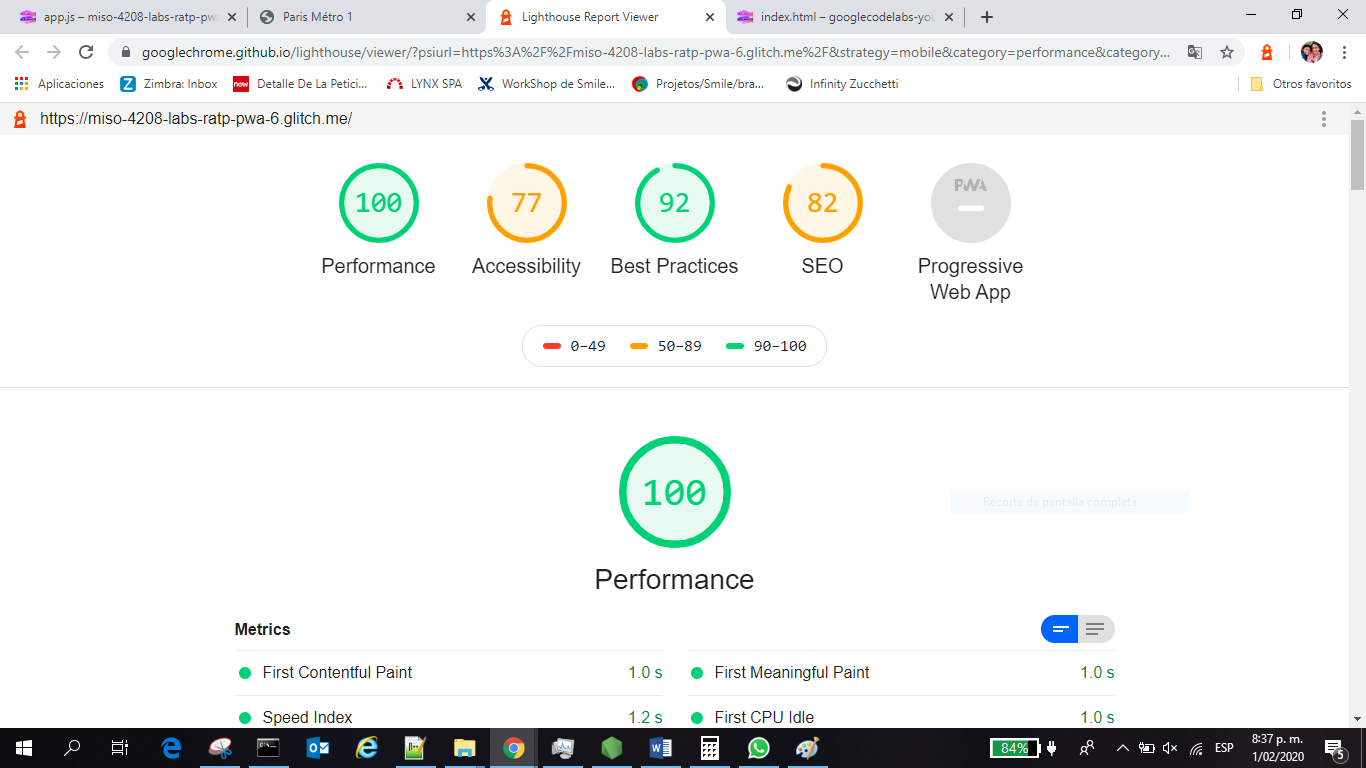 app.js – miso-4208-labs-ratp-pwa
Paris Métro 1
Lighthouse Report Viewer
index.html – googlecodelabs-you
googlechrome.github.io/lighthouse/viewer/?psiurl=https%3A%2F%2Fmiso-4208-labs-ratp-pwa-6.glitch.me%2F&strategy=mobile&category=performance&category...
Aplicaciones
Zimbra: Inbox
now
Detalle De La Petici...
LYNX SPA
WorkShop de Smile...
Projetos/Smile/bra...
Infinity Zucchetti
Otros favoritos
https://miso-4208-labs-ratp-pwa-6.glitch.me/
100
77
92
82
PWA
Performance
Accessibility
Best Practices
SEO
Progressive
Web App
0–49
50–89
90–100
100
Recorte de pantalla completa
Performance
Metrics
First Contentful Paint 1.0 s
First Meaningful Paint 1.0 s
Speed Index 1.2 s
First CPU Idle 1.0 s
84%
ESP
8:37 p. m.
1/02/2020
5